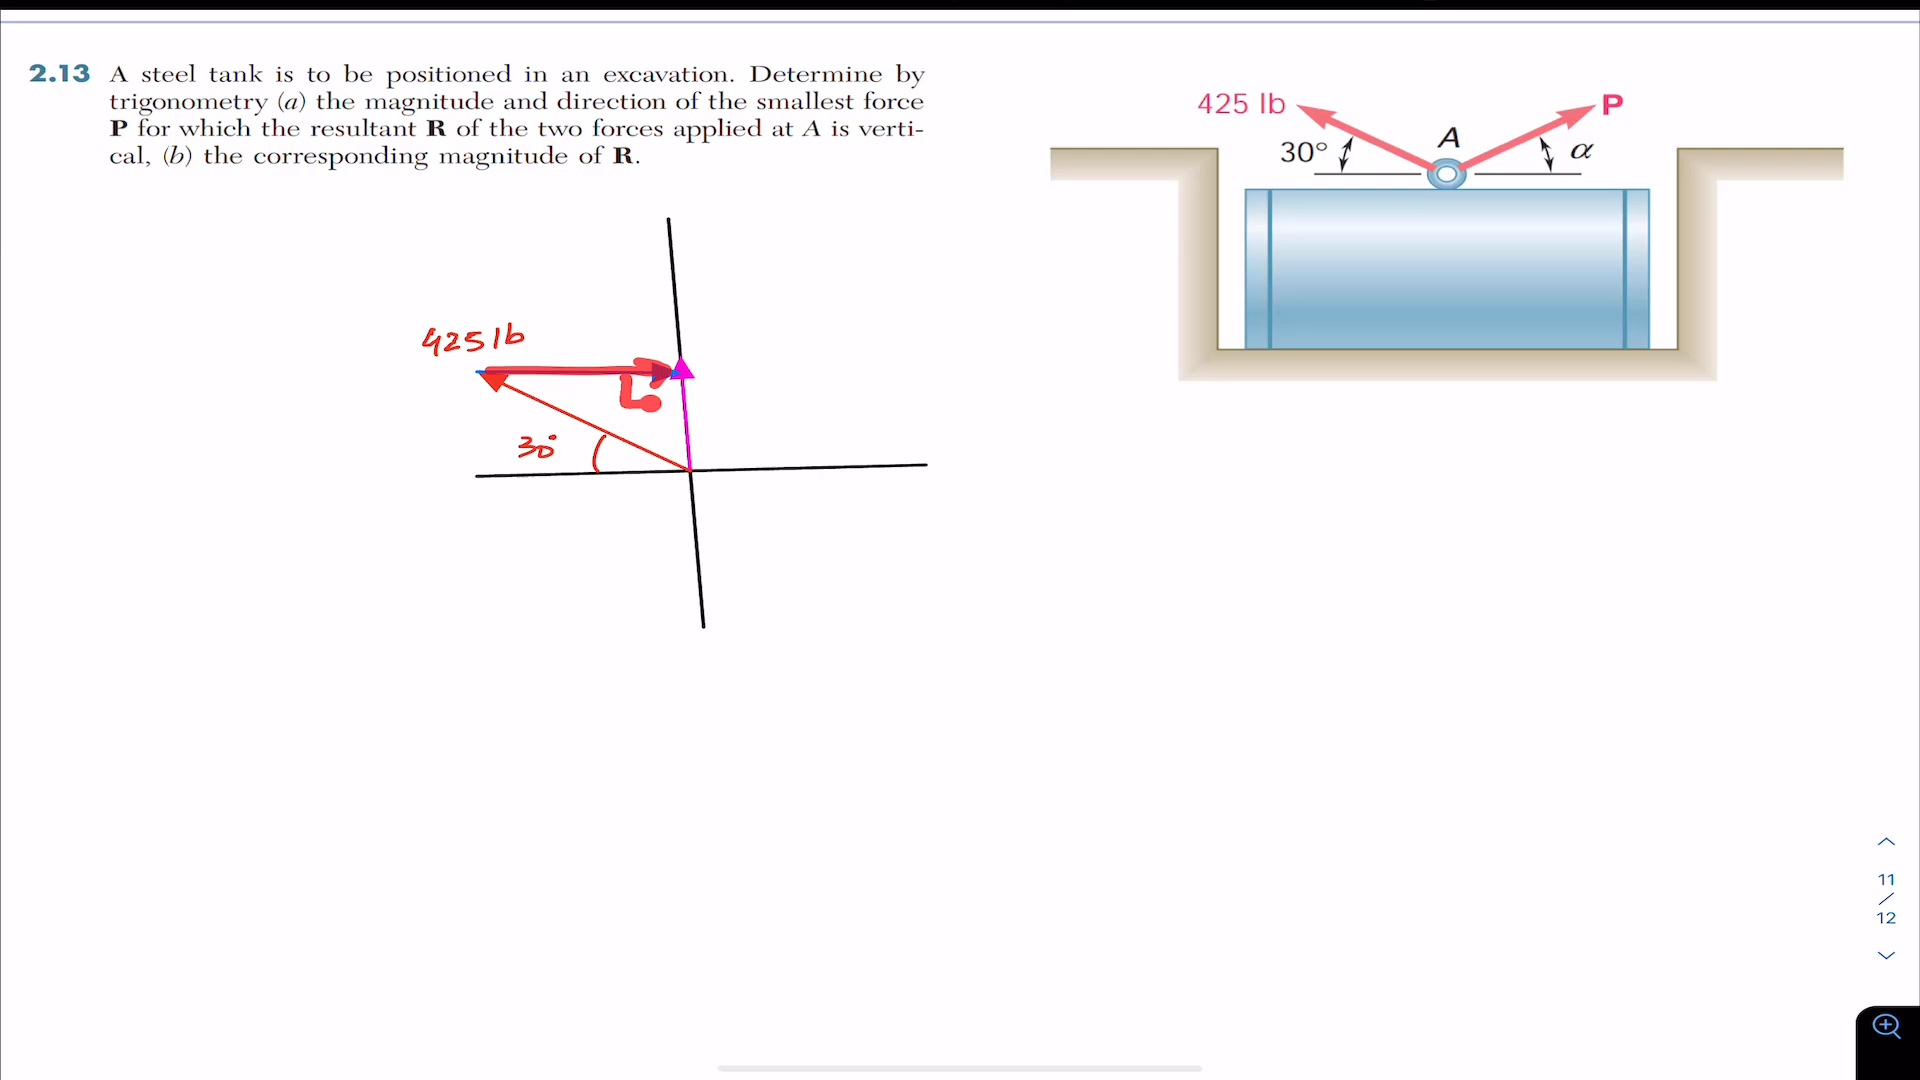 2.13 A steel tank is to be positioned in an excavation. Determine by
trigonometry (a) the magnitude and direction of the smallest force
P for which the resultant R of the two forces applied at A is verti-
cal, (b) the corresponding magnitude of R.
425 lb
P
A
30°
α
425 lb
30°
11
/
12